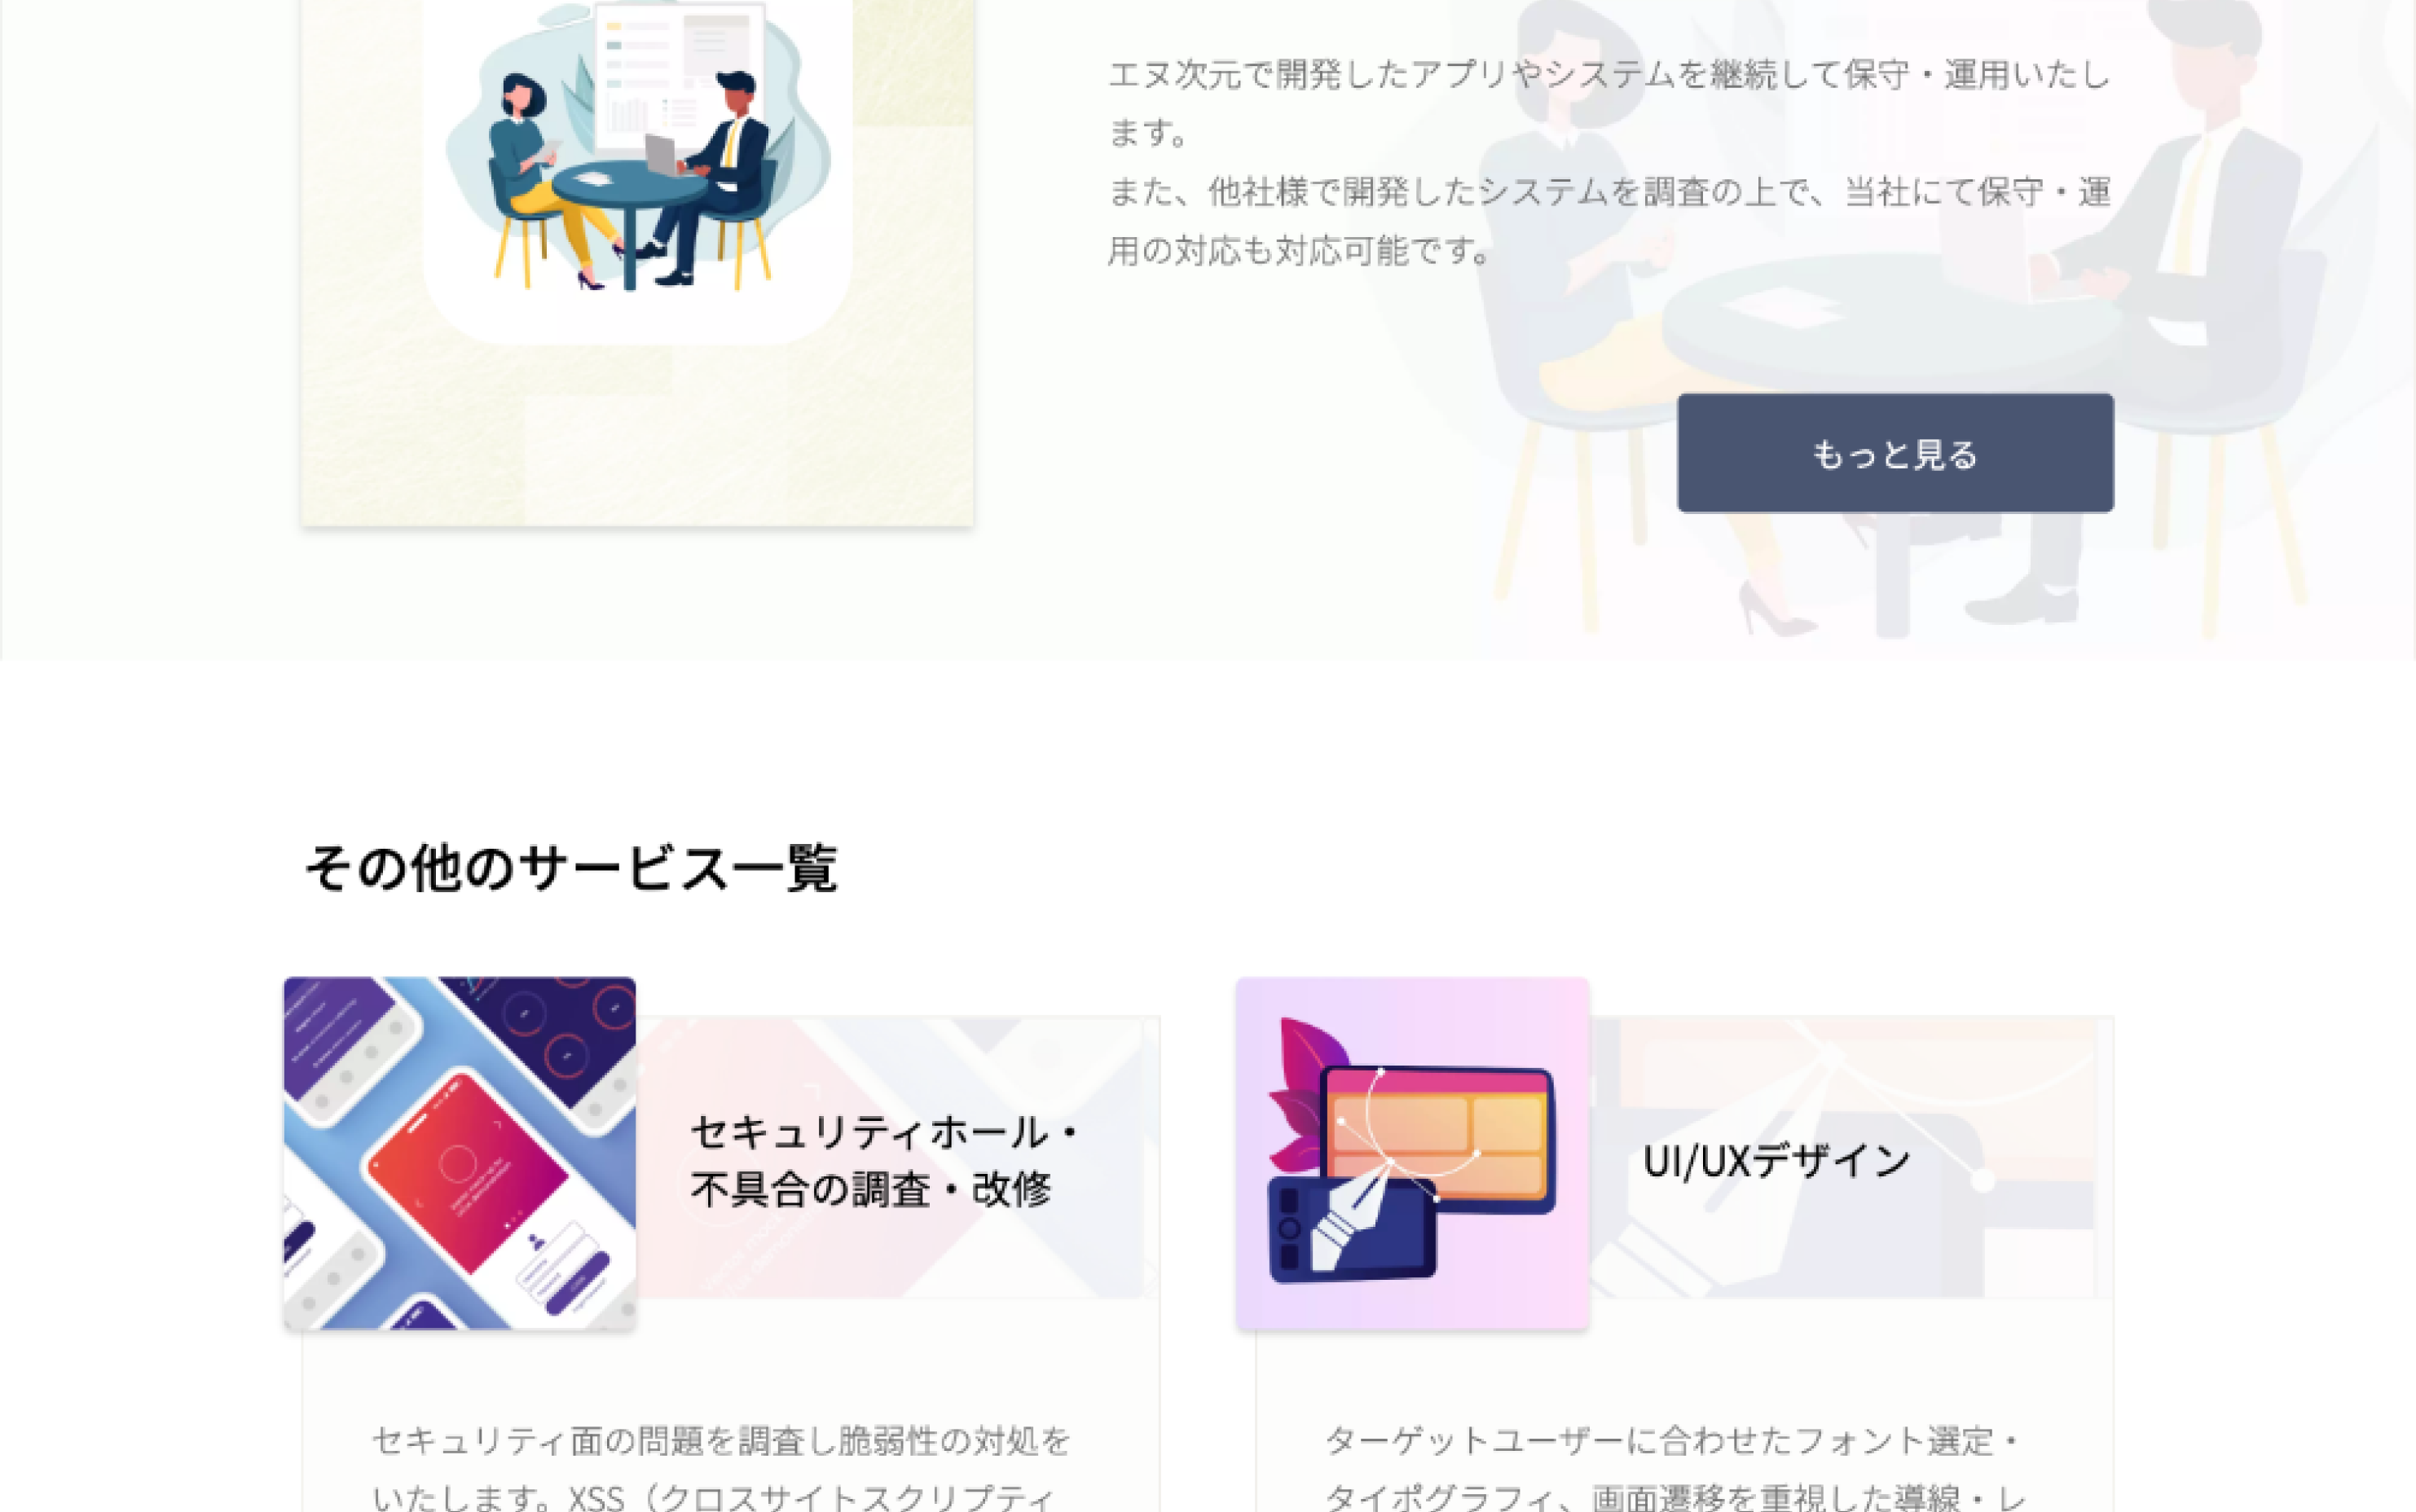 エヌ次元で開発したアプリやシステムを継続して保守・運用いたし
ます。
また、他社様で開発したシステムを調査の上で、当社にて保守・運
用の対応も対応可能です。
もっと見る
その他のサービス一覧
セキュリティホール・
不具合の調査・改修
UI/UXデザイン
セキュリティ面の問題を調査し脆弱性の対処を
いたします。XSS（クロスサイトスクリプティ
ターゲットユーザーに合わせたフォント選定・
タイポグラフィ、画面遷移を重視した導線・レ